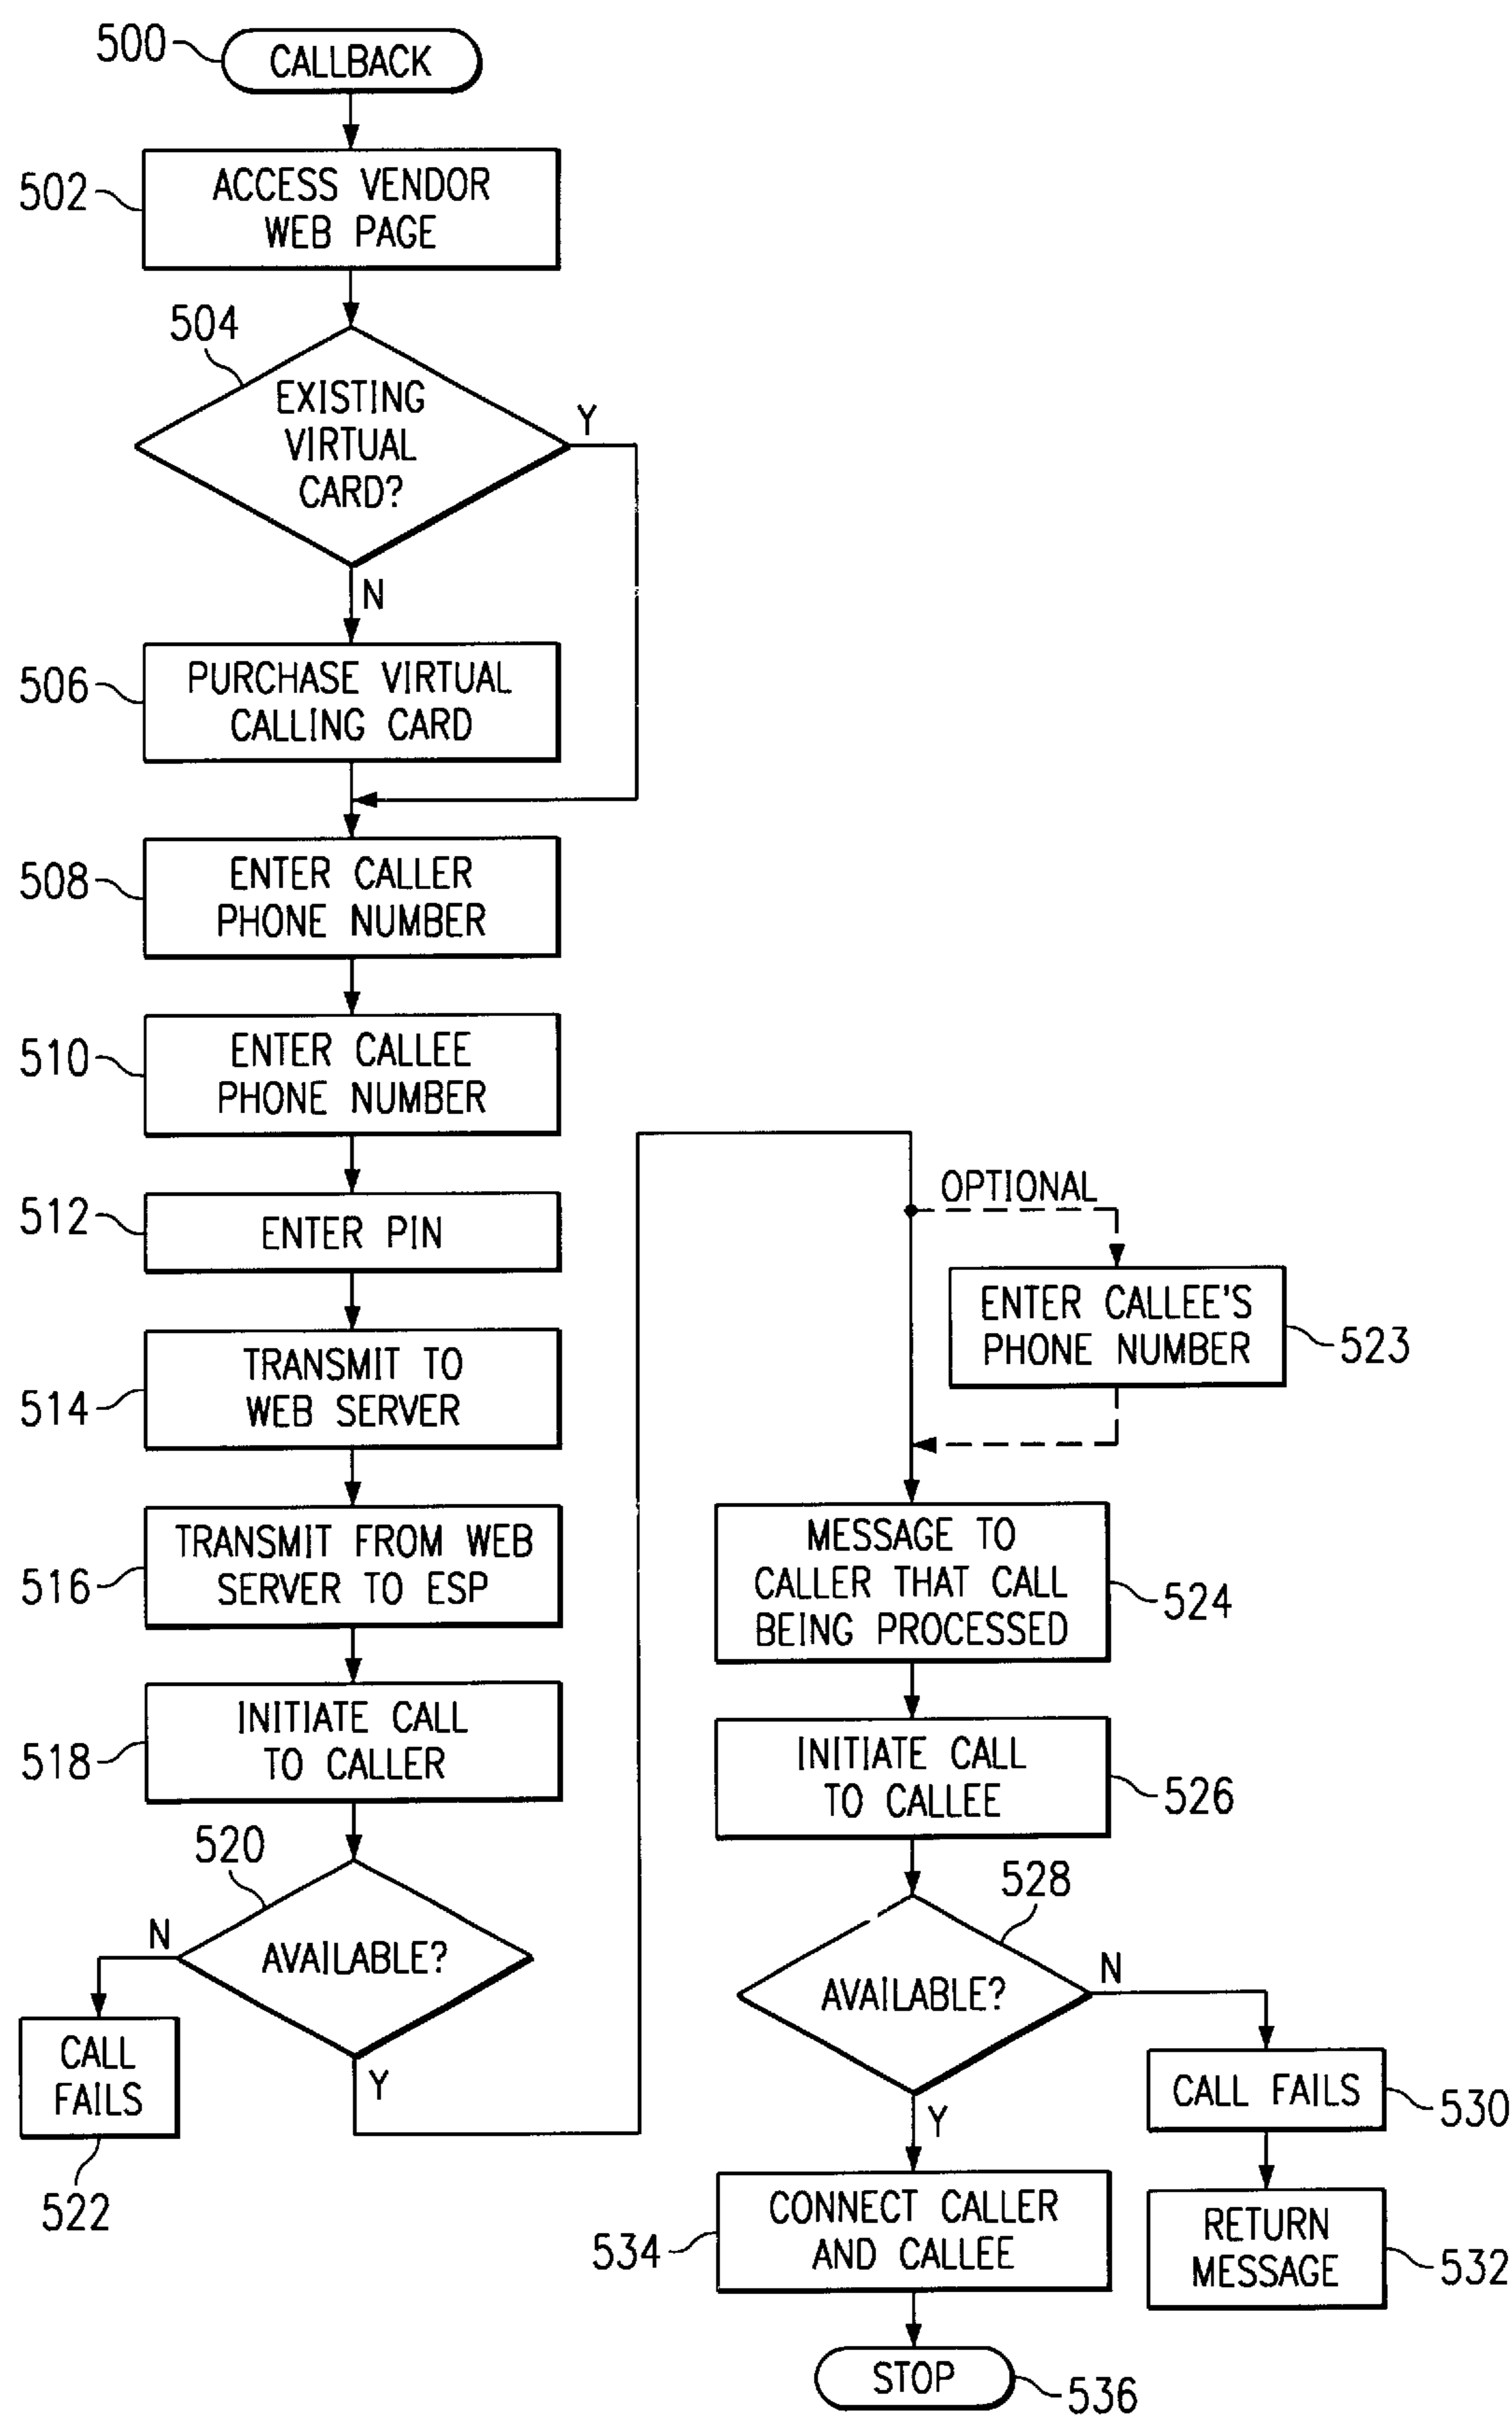 500
CALLBACK
502
ACCESS VENDOR
WEB PAGE
504
EXISTING
VIRTUAL
CARD?
Y
N
506
PURCHASE VIRTUAL
CALLING CARD
508
ENTER CALLER
PHONE NUMBER
510
ENTER CALLEE
PHONE NUMBER
512
ENTER PIN
514
TRANSMIT TO
WEB SERVER
516
TRANSMIT FROM WEB
SERVER TO ESP
518
INITIATE CALL
TO CALLER
520
AVAILABLE?
N
Y
CALL
FAILS
522
OPTIONAL
ENTER CALLEE'S
PHONE NUMBER
523
MESSAGE TO
CALLER THAT CALL
BEING PROCESSED
524
INITIATE CALL
TO CALLEE
526
528
AVAILABLE?
N
Y
CALL FAILS
530
RETURN
MESSAGE
532
534
CONNECT CALLER
AND CALLEE
STOP
536